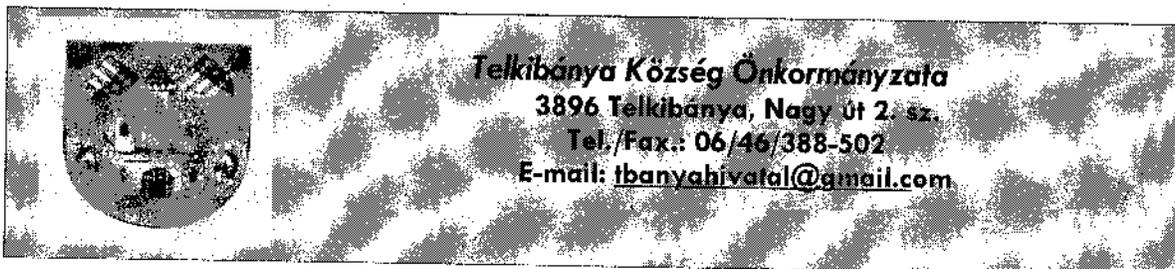 Telkibánya Község Önkormányzata
3896 Telkibánya, Nagy út 2. sz.
Tel./Fax.: 06/46/388-502
E-mail: tbanyahivatal@gmail.com